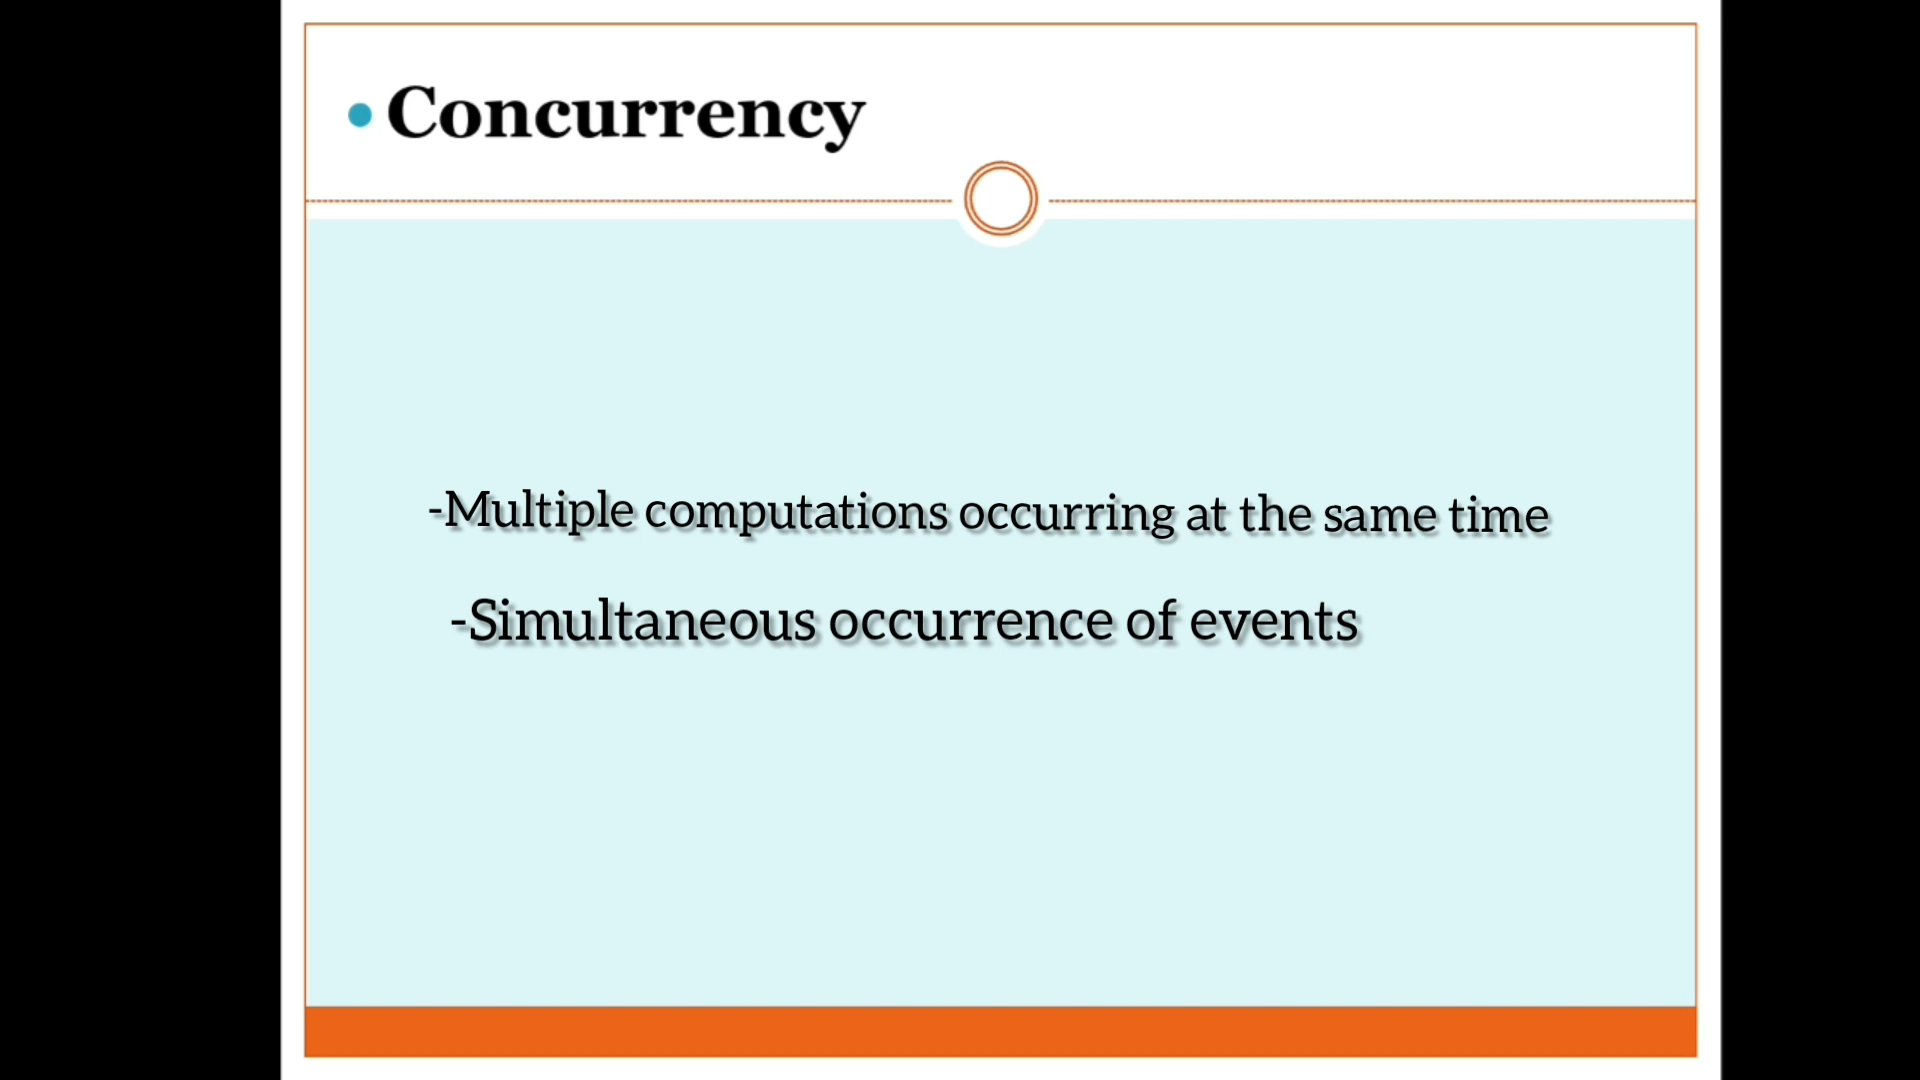 • Concurrency
-Multiple computations occurring at the same time
-Simultaneous occurrence of events